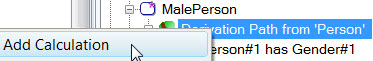 MalePerson
Derivation Path from 'Person'
Add Calculation
erson#1 has Gender#1